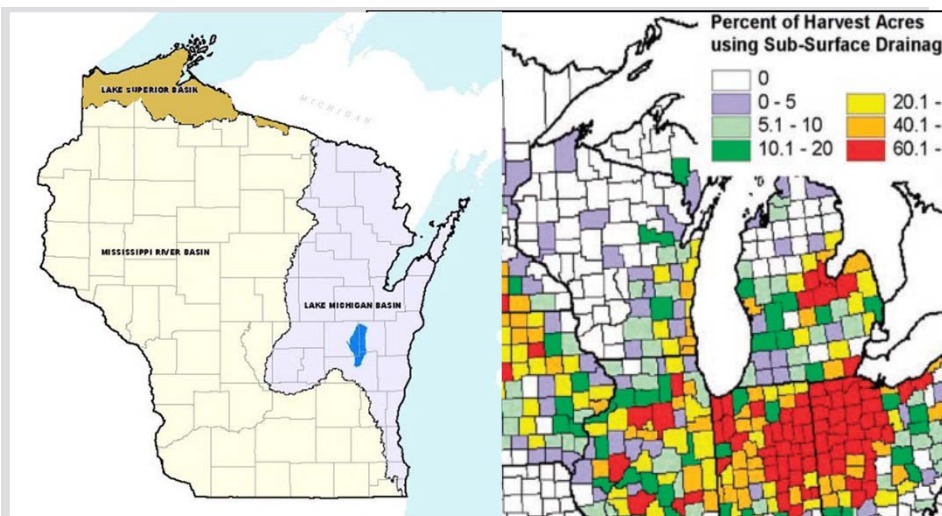 LAKE SUPERIOR BASIN
MICHIGAN
MISSISSIPPI RIVER BASIN
LAKE MICHIGAN BASIN
Percent of Harvest Acres
using Sub-Surface Drainag
0
0 - 5
5.1 - 10
10.1 - 20
20.1 -
40.1 -
60.1 -